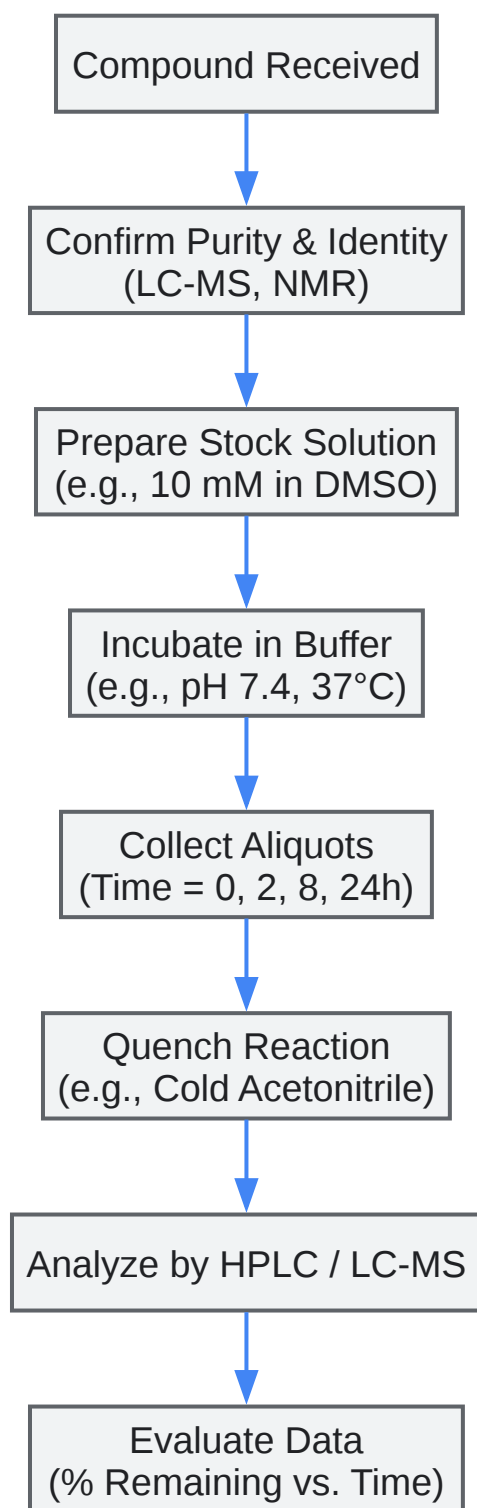 Compound Received
Confirm Purity & Identity
(LC-MS, NMR)
Prepare Stock Solution
(e.g., 10 mM in DMSO)
Incubate in Buffer
(e.g., pH 7.4, 37°C)
Collect Aliquots
(Time = 0, 2, 8, 24h)
Quench Reaction
(e.g., Cold Acetonitrile)
Analyze by HPLC / LC-MS
Evaluate Data
(% Remaining vs. Time)